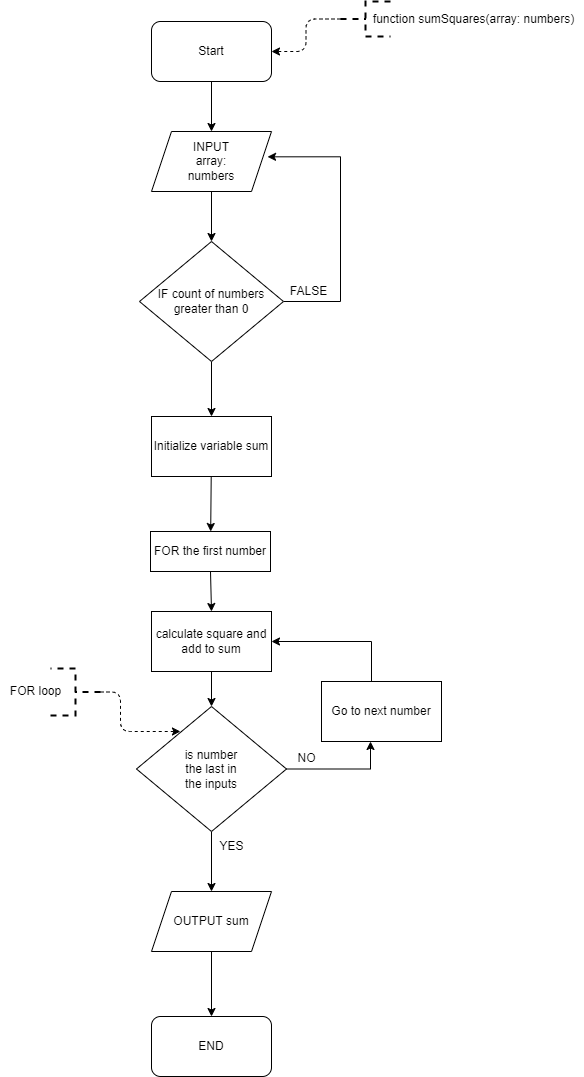 function sumSquares(array: numbers)
Start
INPUT
array:
numbers
IF count of numbers
greater than 0
FALSE
Initialize variable sum
FOR the first number
calculate square and
add to sum
FOR loop
Go to next number
is number
the last in
the inputs
NO
YES
OUTPUT sum
END